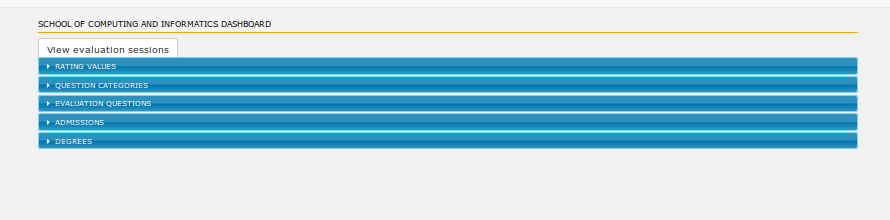 SCHOOL OF COMPUTING AND INFORMATICS DASHBOARD
View evaluation sessions
RATING VALUES
QUESTION CATEGORIES
EVALUATION QUESTIONS
ADMISSIONS
DEGREES